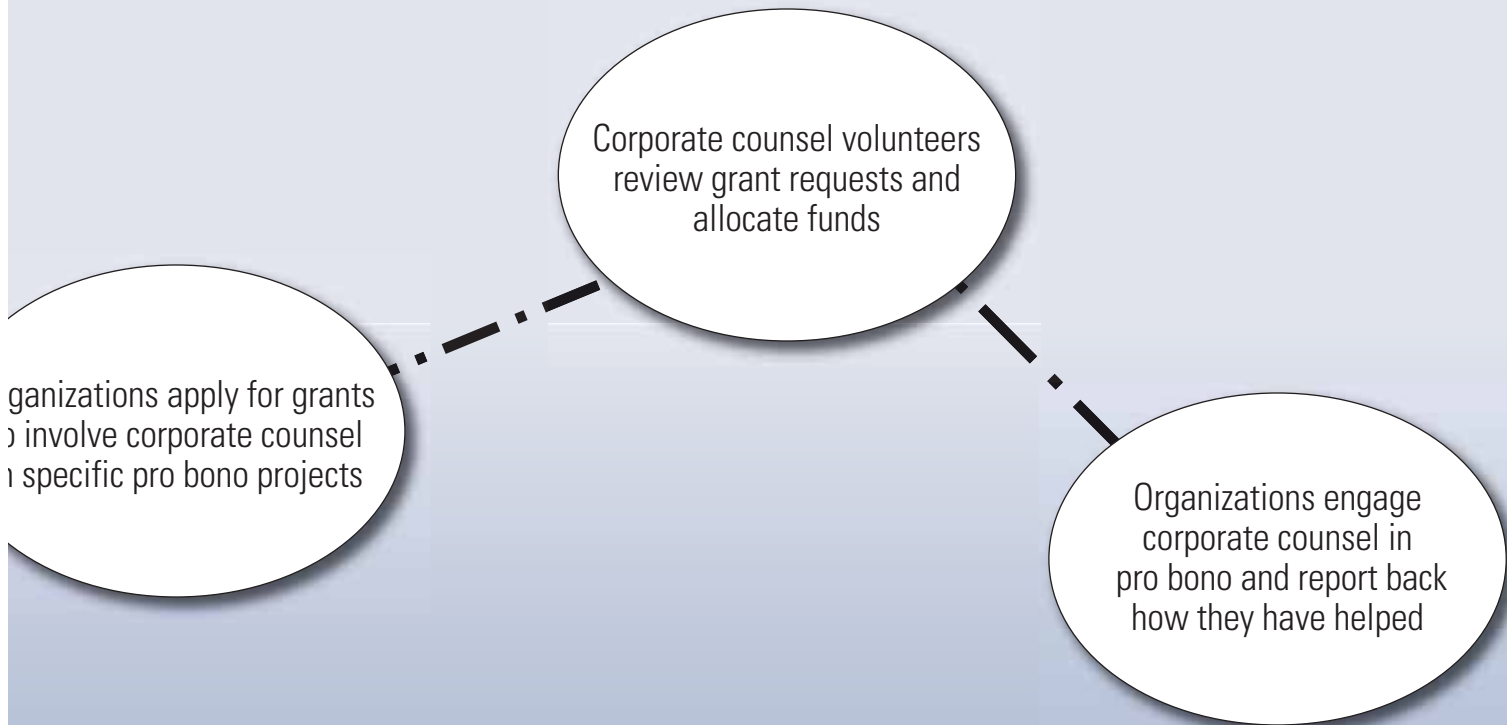 Corporate counsel volunteers
review grant requests and
allocate funds
ganizations apply for grants
involve corporate counsel
specific pro bono projects
Organizations engage
corporate counsel in
pro bono and report back
how they have helped